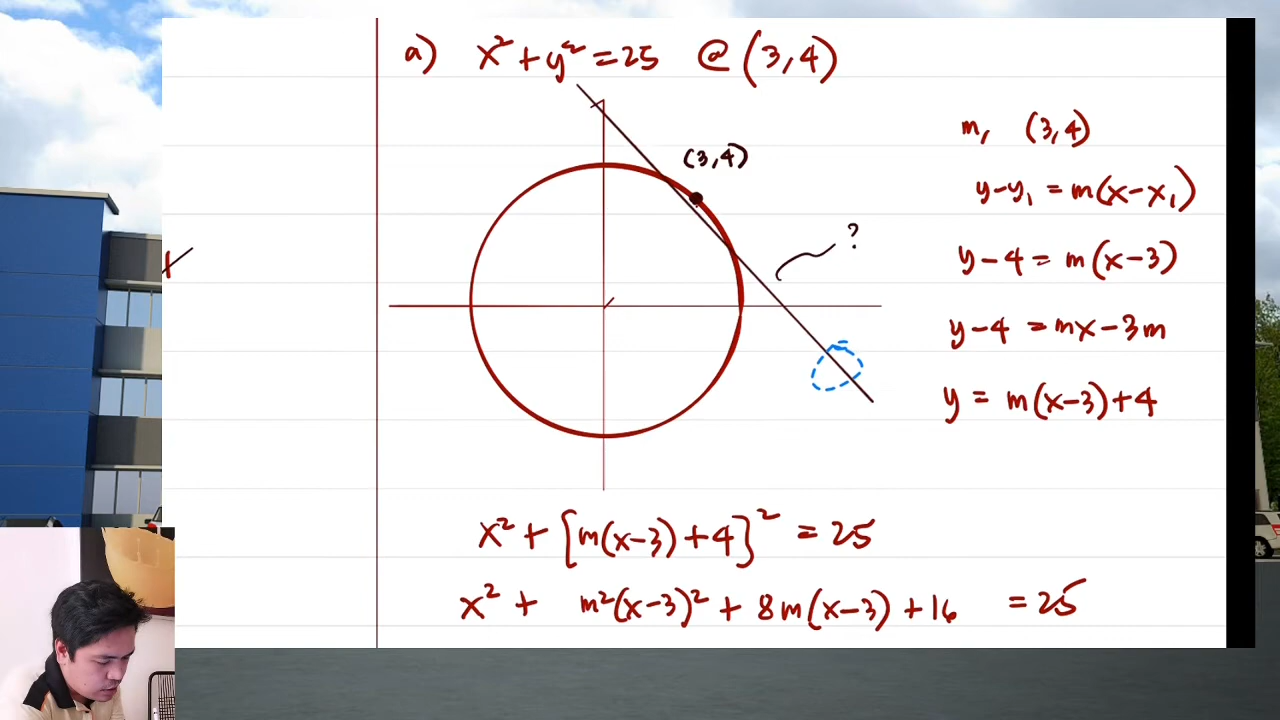 a) x² + y² = 25 @ (3,4)
(3,4)
?
m, (3,4)
y-y₁ = m(x-x₁)
y-4 = m(x-3)
y-4 = mx-3m
y = m(x-3)+4
x² + [m(x-3)+4]² = 25
x² + m²(x-3)² + 8m(x-3) + 16 = 25